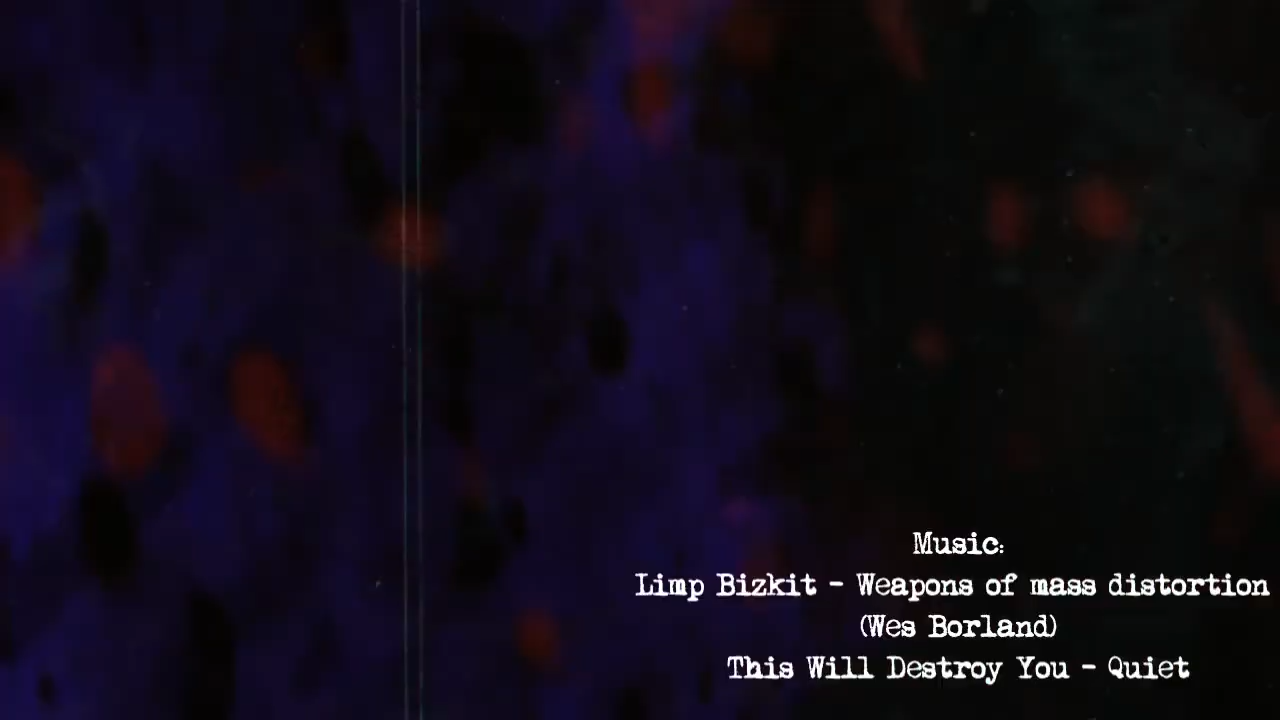 Music:
Limp Bizkit - Weapons of mass distortion
(Wes Borland)
This Will Destroy You - Quiet